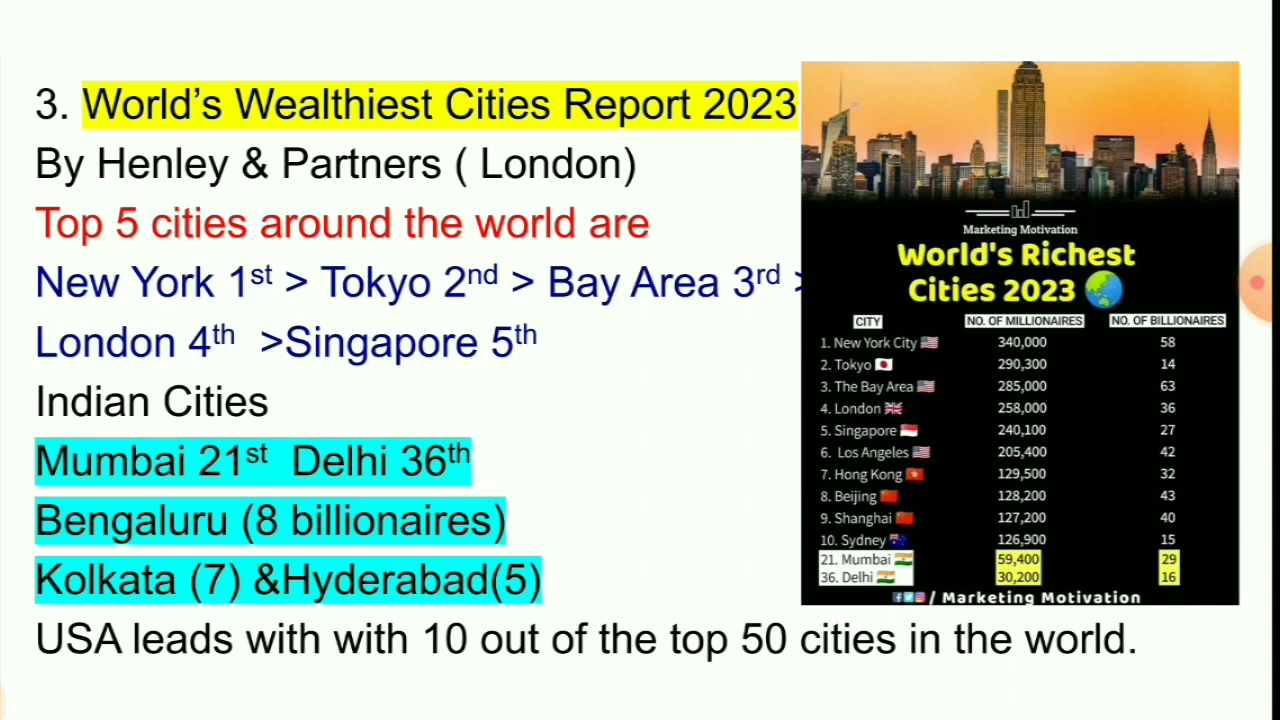 3. World's Wealthiest Cities Report 2023
By Henley & Partners ( London)
Top 5 cities around the world are
New York 1st > Tokyo 2nd > Bay Area 3rd >
London 4th >Singapore 5th
Indian Cities
Mumbai 21st Delhi 36th
Bengaluru (8 billionaires)
Kolkata (7) &Hyderabad(5)
USA leads with with 10 out of the top 50 cities in the world.
Marketing Motivation
World's Richest
Cities 2023
CITY NO. OF MILLIONAIRES NO. OF BILLIONAIRES
1. New York City 340,000 58
2. Tokyo 290,300 14
3. The Bay Area 285,000 63
4. London 258,000 36
5. Singapore 240,100 27
6. Los Angeles 205,400 42
7. Hong Kong 129,500 32
8. Beijing 128,200 43
9. Shanghai 127,200 40
10. Sydney 126,900 15
21. Mumbai 59,400 29
36. Delhi 30,200 16
/ Marketing Motivation